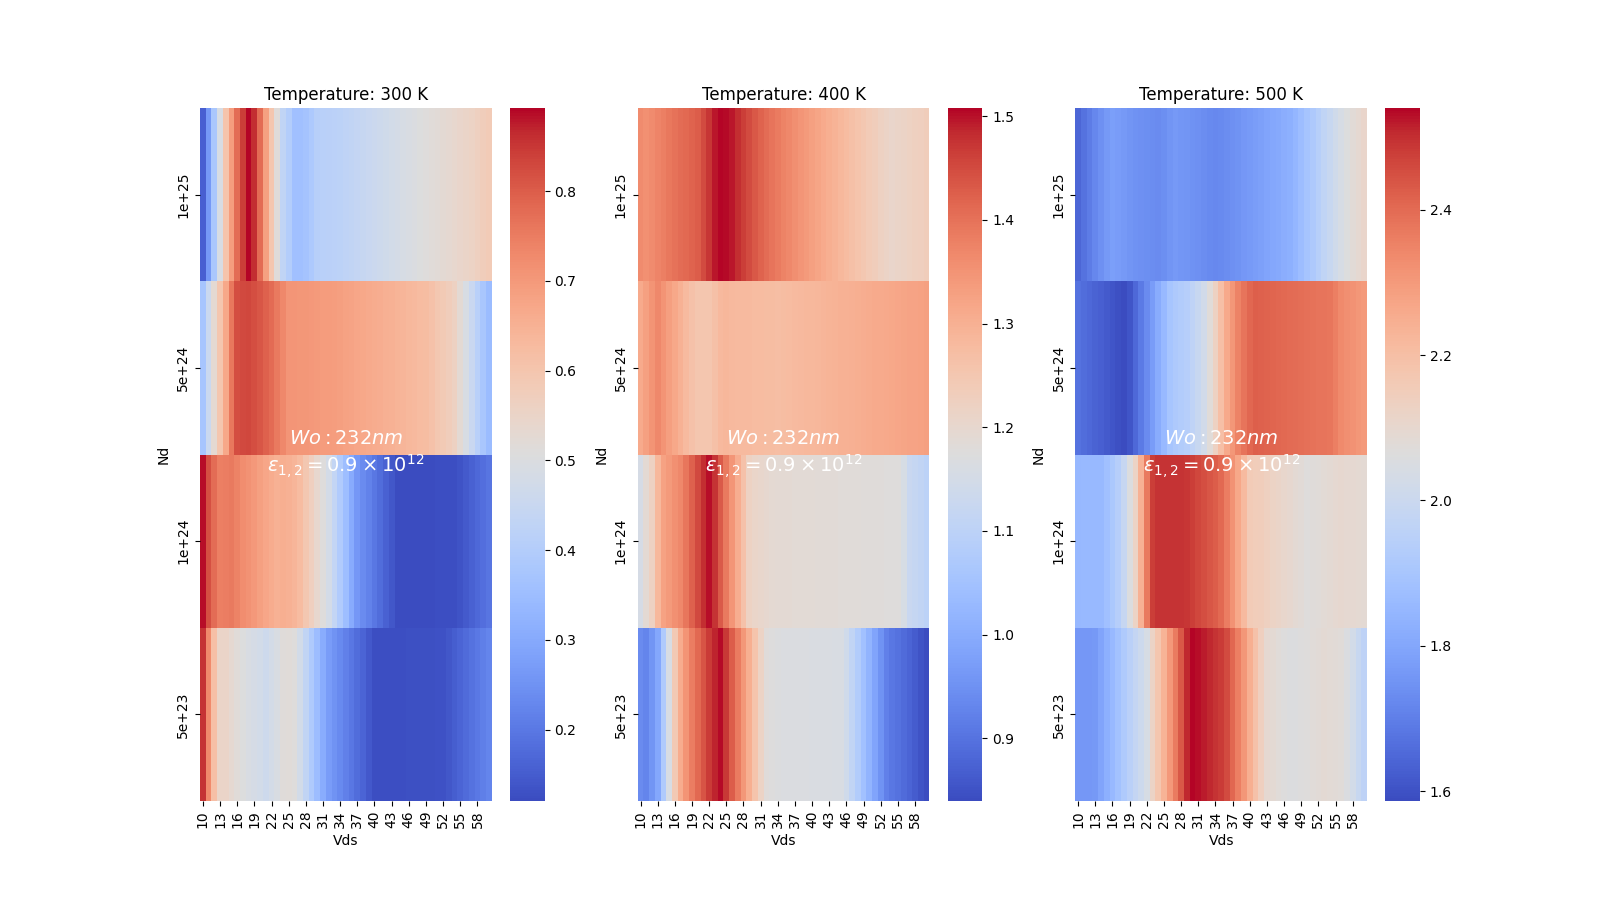 Temperature: 300 K
Temperature: 400 K
Temperature: 500 K
1e+25
5e+24
1e+24
5e+23
Nd
Wo : 232nm
ε₁,₂ = 0.9 × 10¹²
10 13 16 19 22 25 28 31 34 37 40 43 46 49 52 55 58
Vds
0.8
0.7
0.6
0.5
0.4
0.3
0.2
1e+25
5e+24
1e+24
5e+23
Nd
Wo : 232nm
ε₁,₂ = 0.9 × 10¹²
10 13 16 19 22 25 28 31 34 37 40 43 46 49 52 55 58
Vds
1.5
1.4
1.3
1.2
1.1
1.0
0.9
1e+25
5e+24
1e+24
5e+23
Nd
Wo : 232nm
ε₁,₂ = 0.9 × 10¹²
10 13 16 19 22 25 28 31 34 37 40 43 46 49 52 55 58
Vds
2.4
2.2
2.0
1.8
1.6